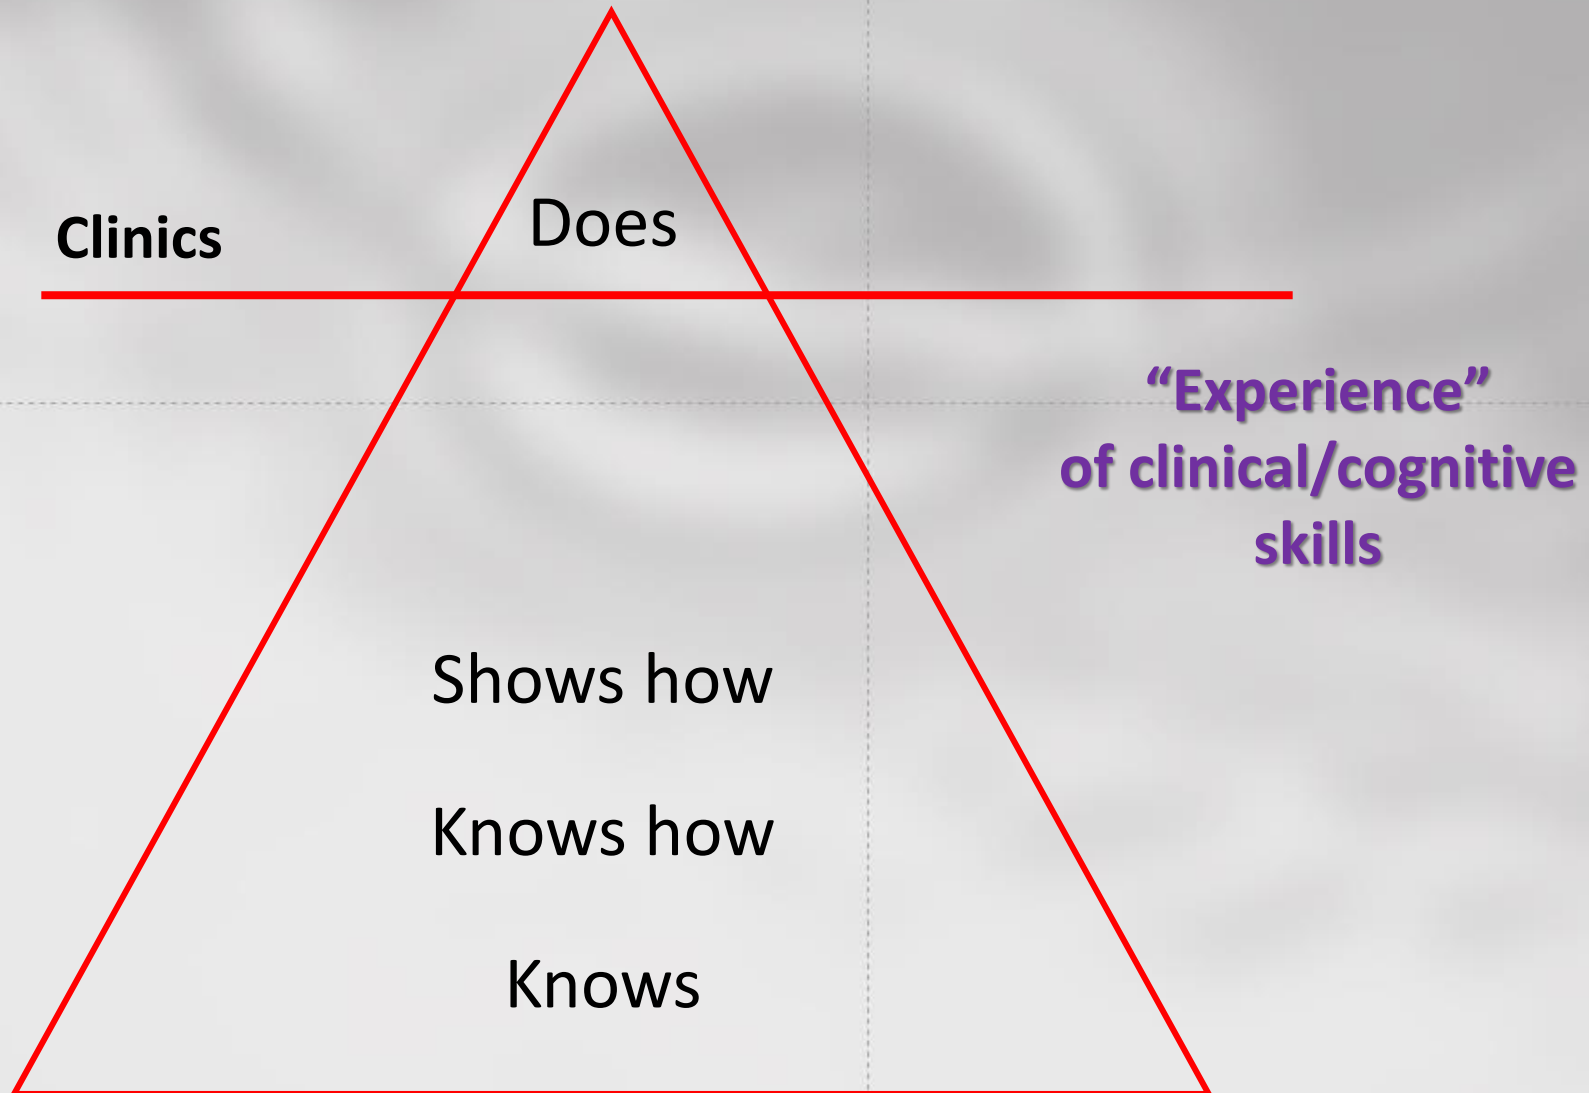 Does
Clinics
“Experience”
of clinical/cognitive
skills
Shows how
Knows how
Knows